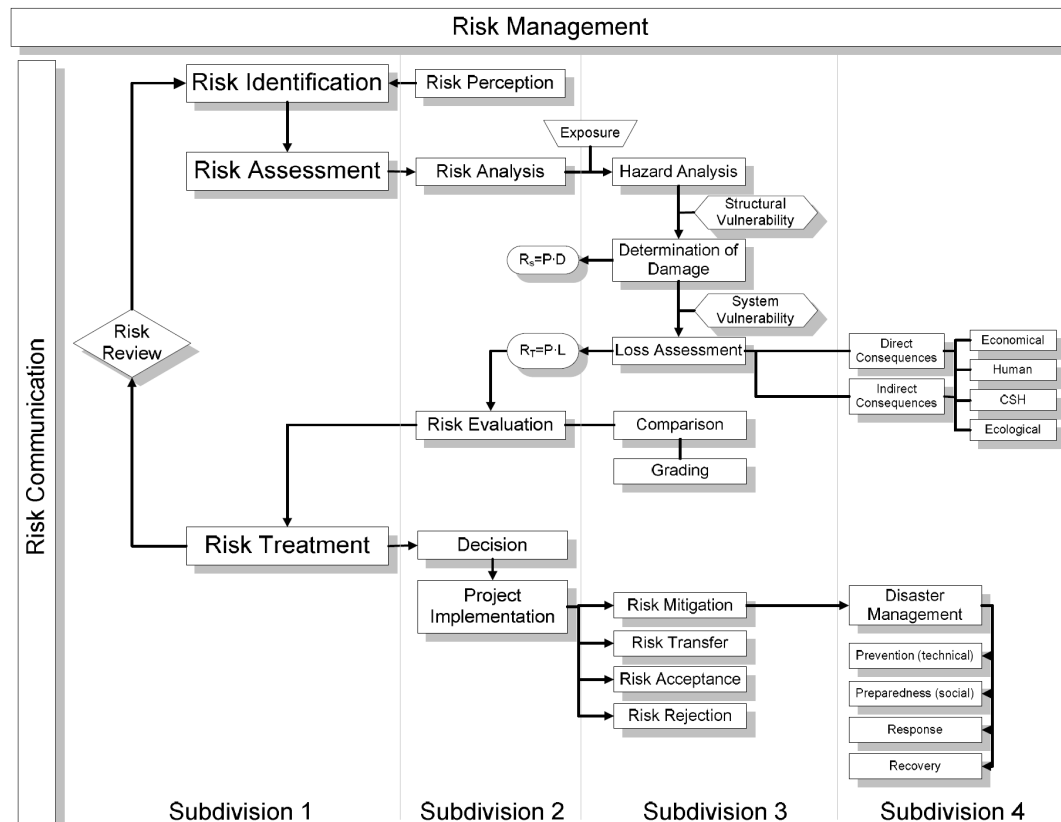 Risk Management
Risk Communication
Risk Identification
Risk Perception
Exposure
Risk Assessment
Risk Analysis
Hazard Analysis
Structural
Vulnerability
Determination of
Damage
Rₛ=P·D
System
Vulnerability
Risk
Review
R_T=P·L
Loss Assessment
Direct
Consequences
Indirect
Consequences
Economical
Human
CSH
Ecological
Risk Evaluation
Comparison
Grading
Risk Treatment
Decision
Project
Implementation
Risk Mitigation
Risk Transfer
Risk Acceptance
Risk Rejection
Disaster
Management
Prevention (technical)
Preparedness (social)
Response
Recovery
Subdivision 1
Subdivision 2
Subdivision 3
Subdivision 4